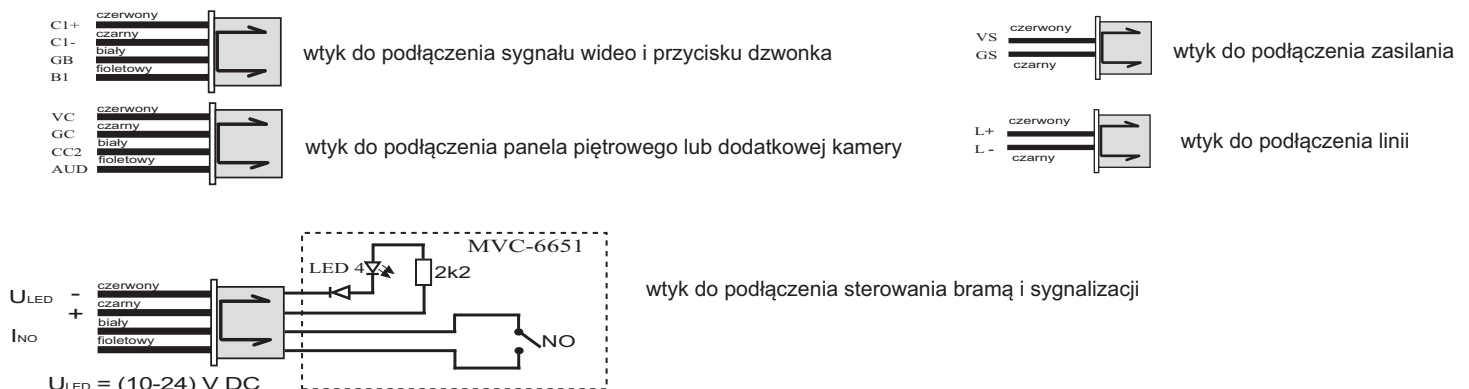 C1+ czerwony
C1- czarny
GB biały
B1 fioletowy
wtyk do podłączenia sygnału wideo i przycisku dzwonka
VS czerwony
GS czarny
wtyk do podłączenia zasilania
VC czerwony
GC czarny
CC2 biały
AUD fioletowy
wtyk do podłączenia panela piętrowego lub dodatkowej kamery
L+ czerwony
L - czarny
wtyk do podłączenia linii
MVC-6651
LED 4
2k2
ULED - czerwony
+ czarny
INO biały
fioletowy
NO
wtyk do podłączenia sterowania bramą i sygnalizacji
ULED = (10-24) V DC